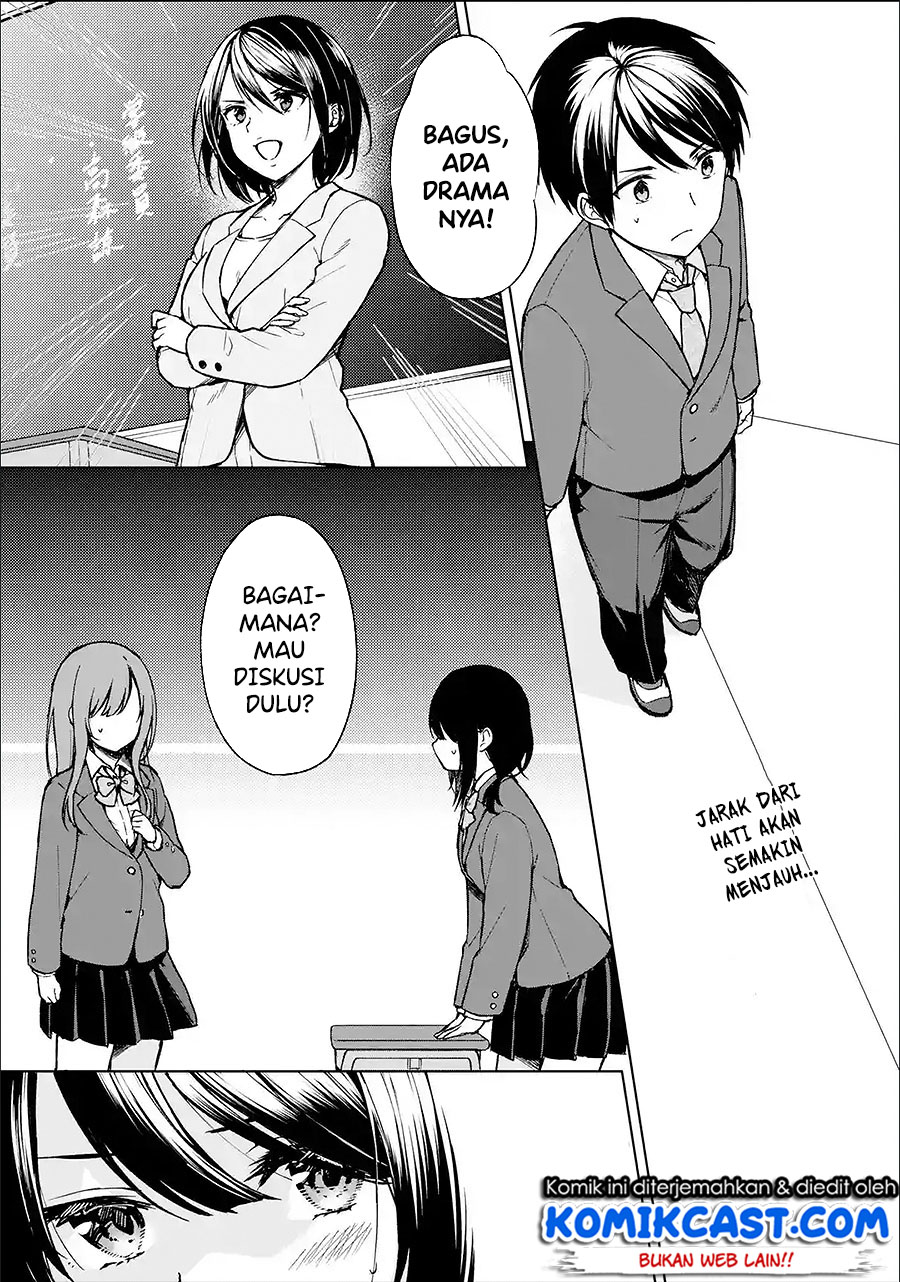 JARAK DARI
HATI AKAN
SEMAKIN
MENJAUH...
BAGUS,
ADA
DRAMA
NYA!
BAGAI-
MANA?
MAU
DISKUSI
DULU?
Komik ini diterjemahkan & diedit oleh
KOMIKCAST.COM
BUKAN WEB LAIN!!